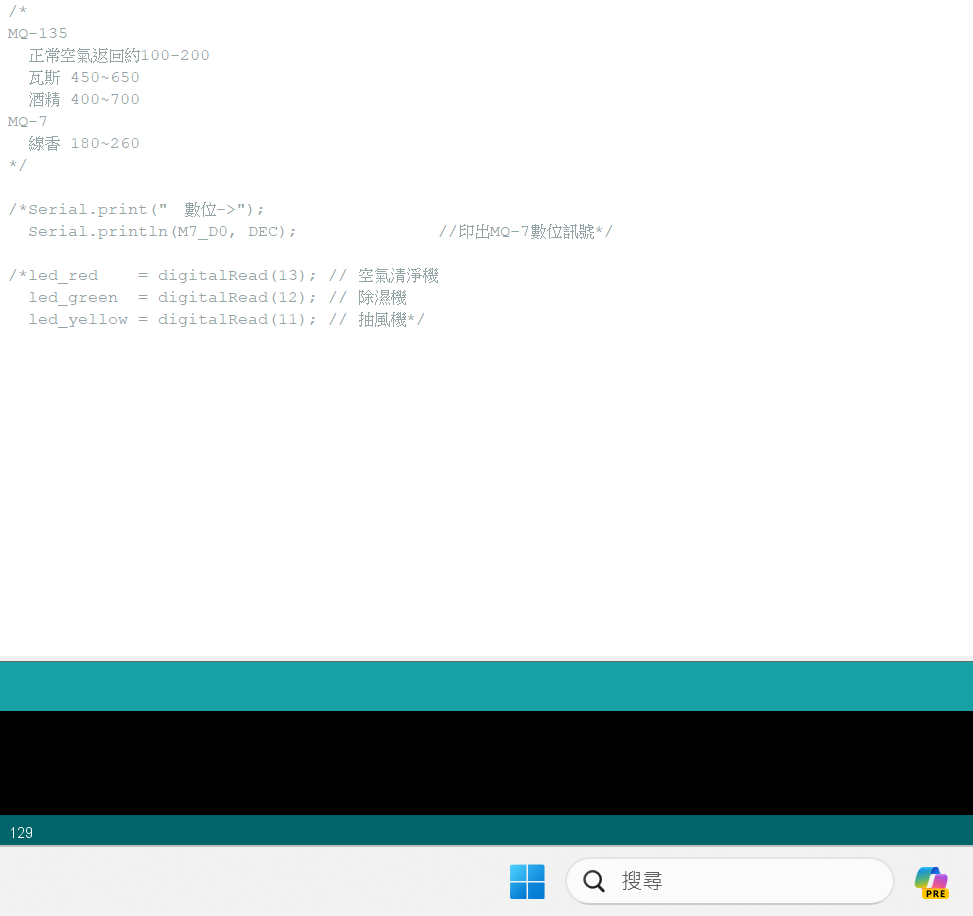 /*
MQ-135
  正常空氣返回約100-200
  瓦斯 450~650
  酒精 400~700
MQ-7
  線香 180~260
*/

/*Serial.print("  數位->");
  Serial.println(M7_D0, DEC);              //印出MQ-7數位訊號*/

/*led_red    = digitalRead(13); // 空氣清淨機
  led_green  = digitalRead(12); // 除濕機
  led_yellow = digitalRead(11); // 抽風機*/
129
搜尋
PRE